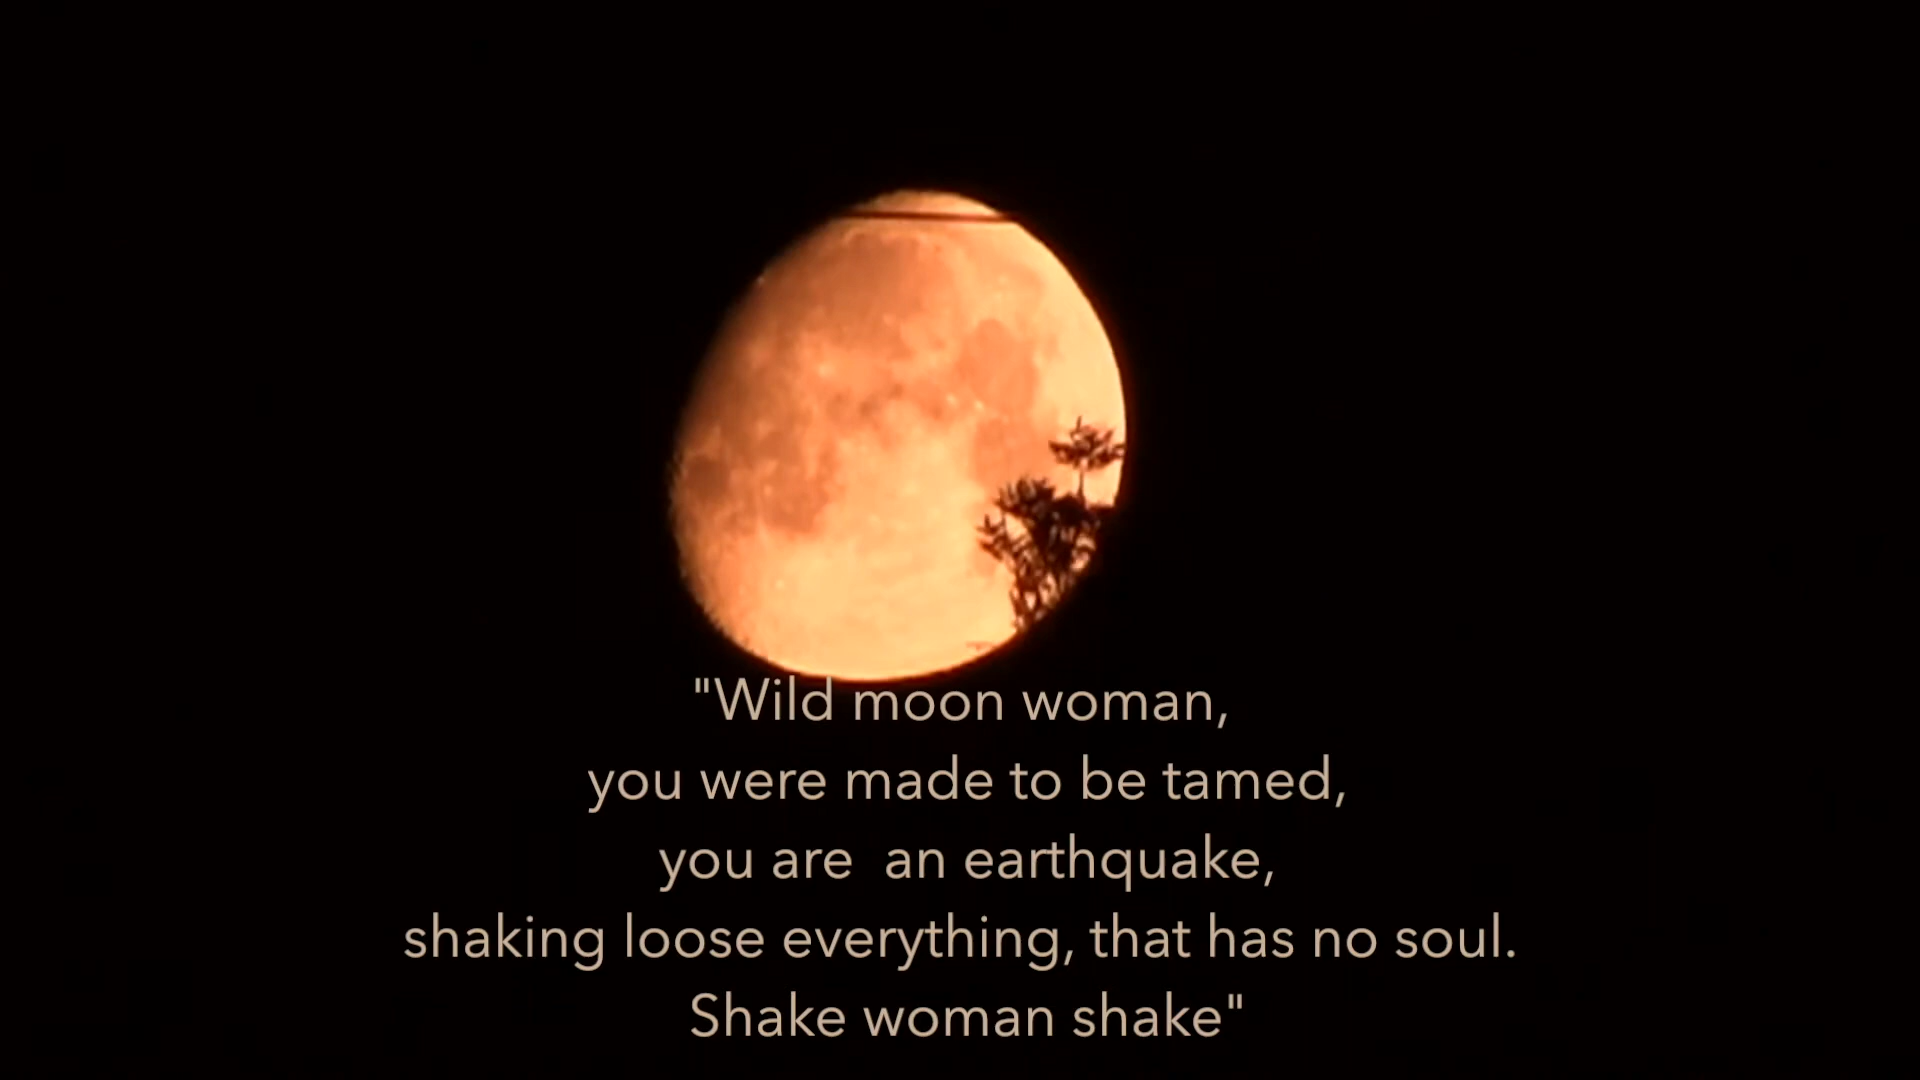 "Wild moon woman,
you were made to be tamed,
you are  an earthquake,
shaking loose everything, that has no soul.
Shake woman shake"